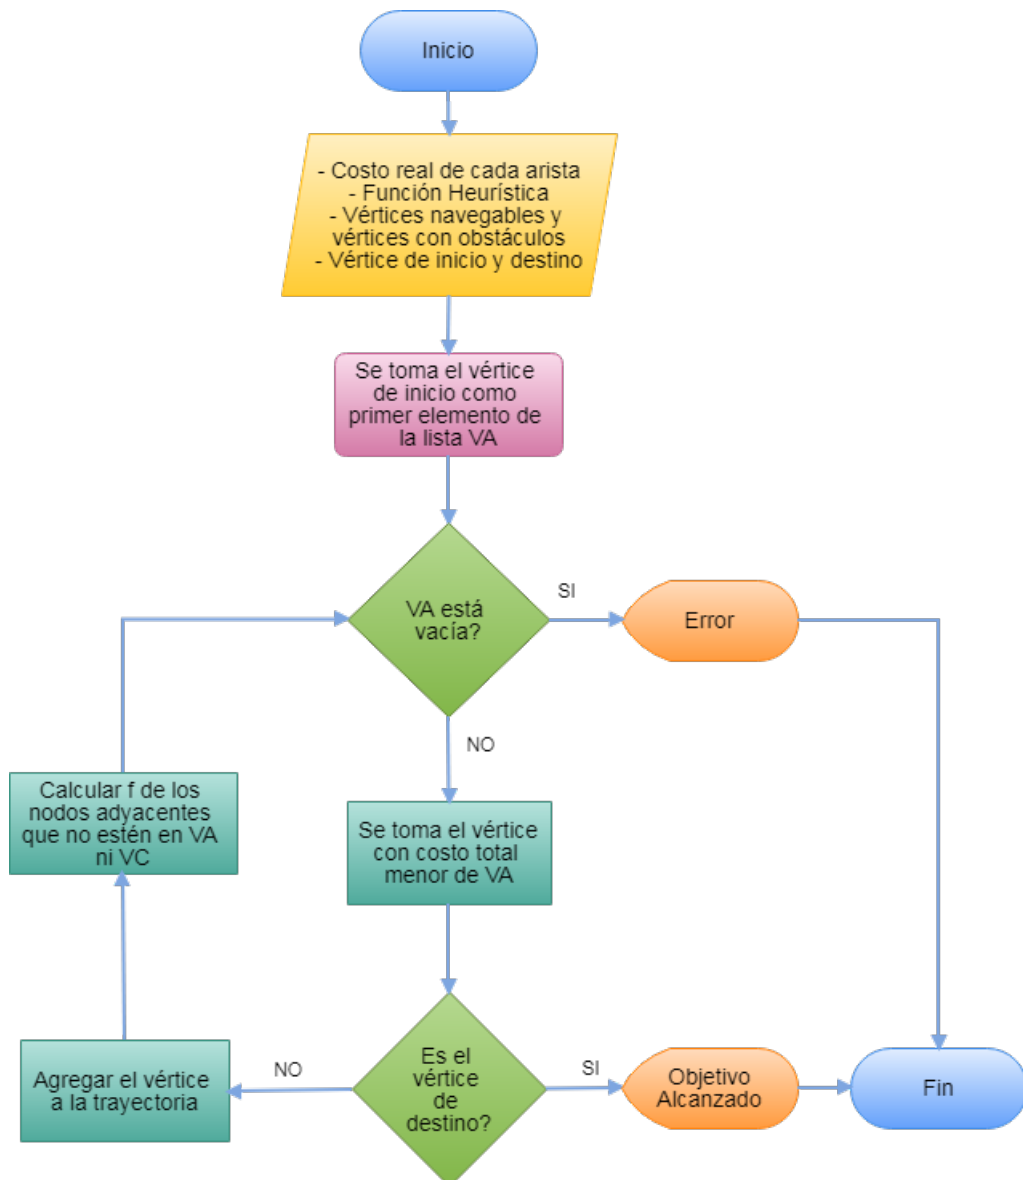 Inicio
- Costo real de cada arista
- Función Heurística
- Vértices navegables y
vértices con obstáculos
- Vértice de inicio y destino
Se toma el vértice
de inicio como
primer elemento de
la lista VA
VA está
vacía?
SI
Error
NO
Calcular f de los
nodos adyacentes
que no estén en VA
ni VC
Se toma el vértice
con costo total
menor de VA
Es el
vértice
de
destino?
NO
Agregar el vértice
a la trayectoria
SI
Objetivo
Alcanzado
Fin